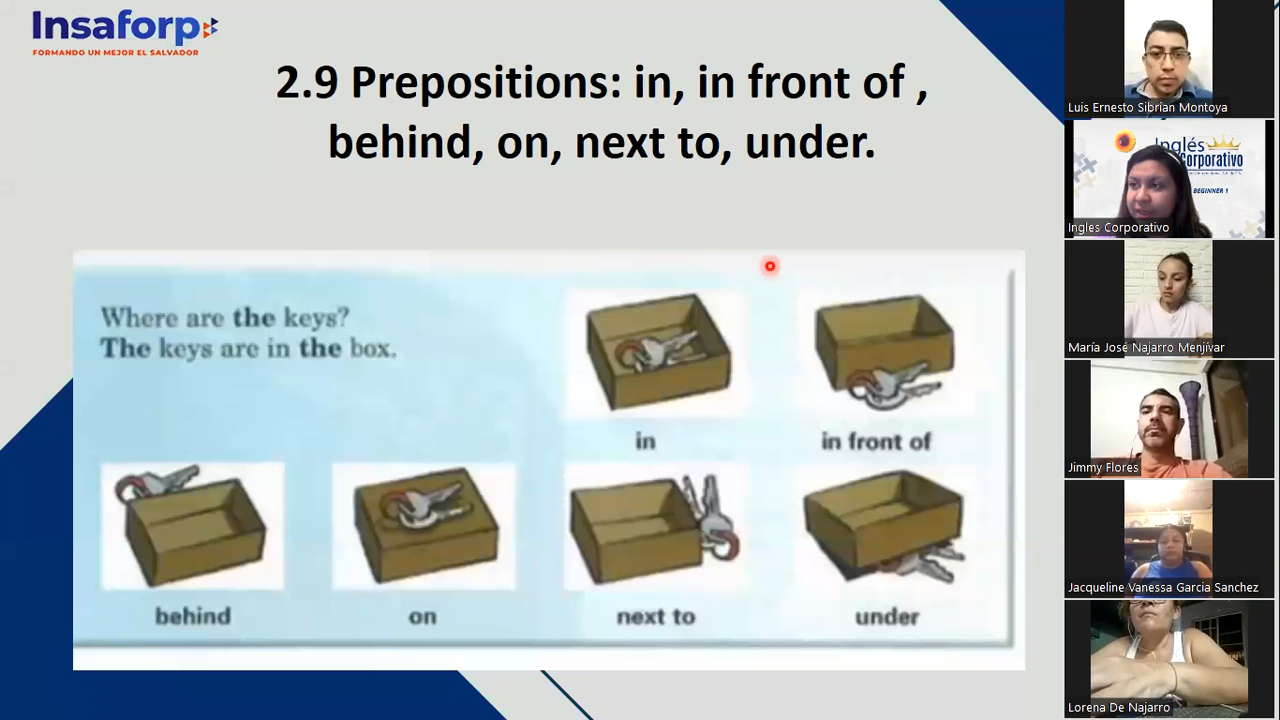 Insaforp
FORMANDO UN MEJOR EL SALVADOR
2.9 Prepositions: in, in front of ,
behind, on, next to, under.
Where are the keys?
The keys are in the box.
in
in front of
behind
on
next to
under
Luis Ernesto Sibrian Montoya
Inglés
Corporativo
BEGINNER 1
Ingles Corporativo
María José Najarro Menjívar
Jimmy Flores
Jacqueline Vanessa Garcia Sanchez
Lorena De Najarro